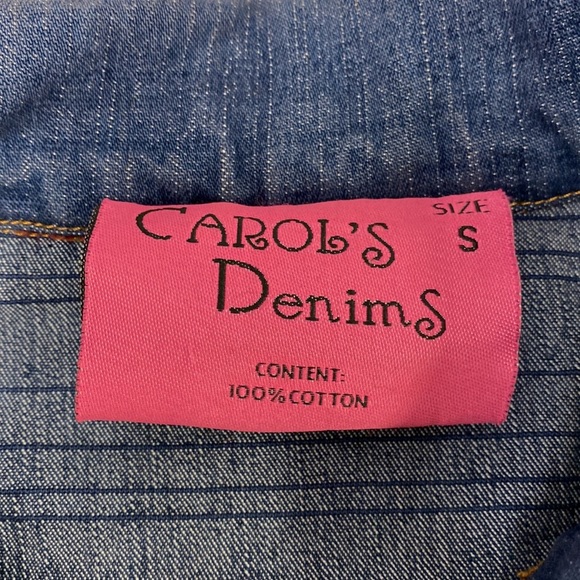 CAROL'S
SIZE
S
DenimS
CONTENT:
100% COTTON